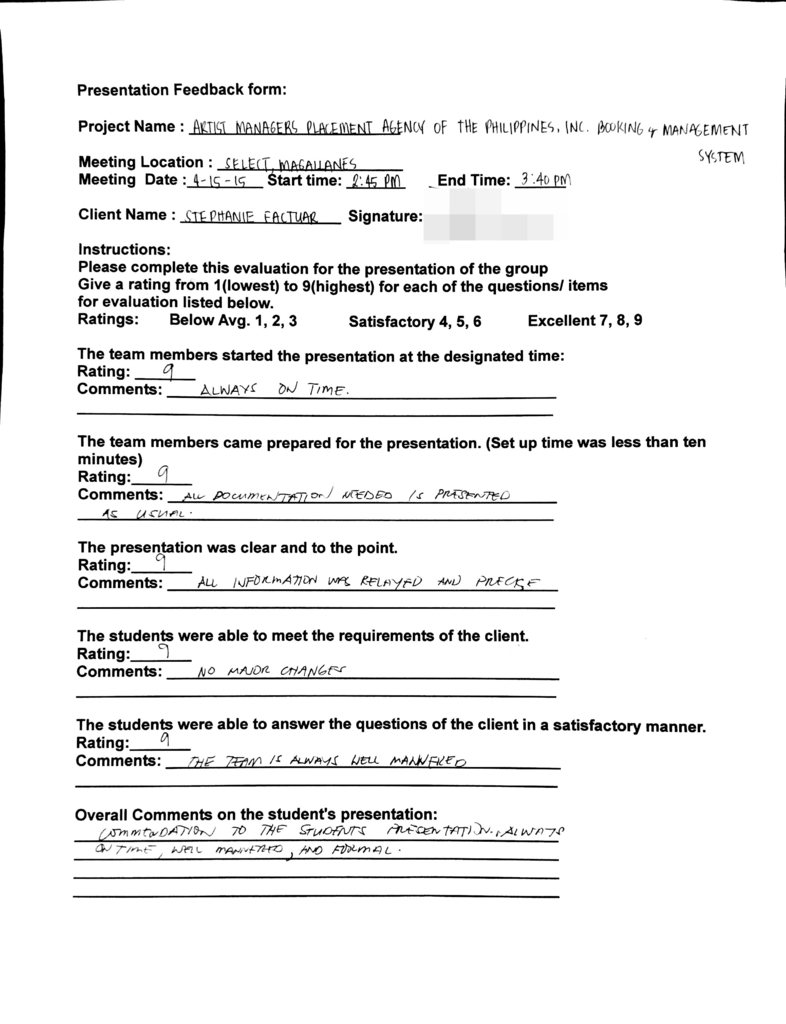 Presentation Feedback form:
Project Name : ARTIST MANAGERS PLACEMENT AGENCY OF THE PHILIPPINES, INC. BOOKING & MANAGEMENT
SYSTEM
Meeting Location : SELECT, MAGALLANES
Meeting Date : 4-15-15 Start time: 2:45 PM End Time: 3:40 PM
Client Name : STEPHANIE FACTUAR Signature:
Instructions:
Please complete this evaluation for the presentation of the group
Give a rating from 1(lowest) to 9(highest) for each of the questions/ items
for evaluation listed below.
Ratings: Below Avg. 1, 2, 3 Satisfactory 4, 5, 6 Excellent 7, 8, 9
The team members started the presentation at the designated time:
Rating: 9
Comments: ALWAYS ON TIME.
The team members came prepared for the presentation. (Set up time was less than ten
minutes)
Rating: 9
Comments: ALL DOCUMENTATION NEEDED IS PRESENTED
AS USUAL.
The presentation was clear and to the point.
Rating: 9
Comments: ALL INFORMATION WAS RELAYED AND PRECISE
The students were able to meet the requirements of the client.
Rating: 9
Comments: NO MAJOR CHANGES
The students were able to answer the questions of the client in a satisfactory manner.
Rating: 9
Comments: THE TEAM IS ALWAYS WELL MANNERED
Overall Comments on the student's presentation:
COMMENDATION TO THE STUDENTS PRESENTATION., ALWAYS
ON TIME, WELL MANNERED, AND FORMAL.